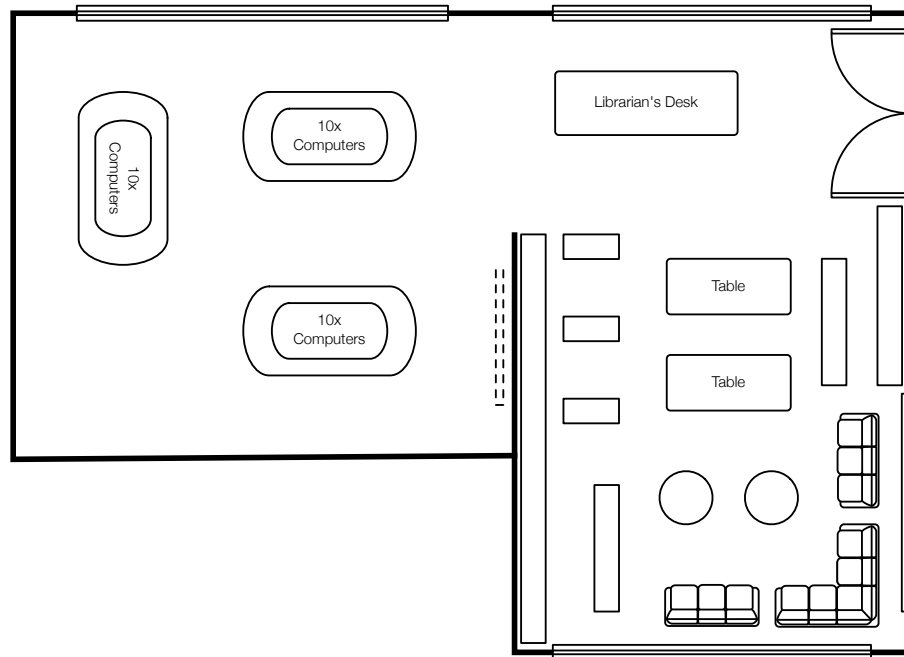 Librarian's Desk
10x
Computers
10x
Computers
10x
Computers
Table
Table